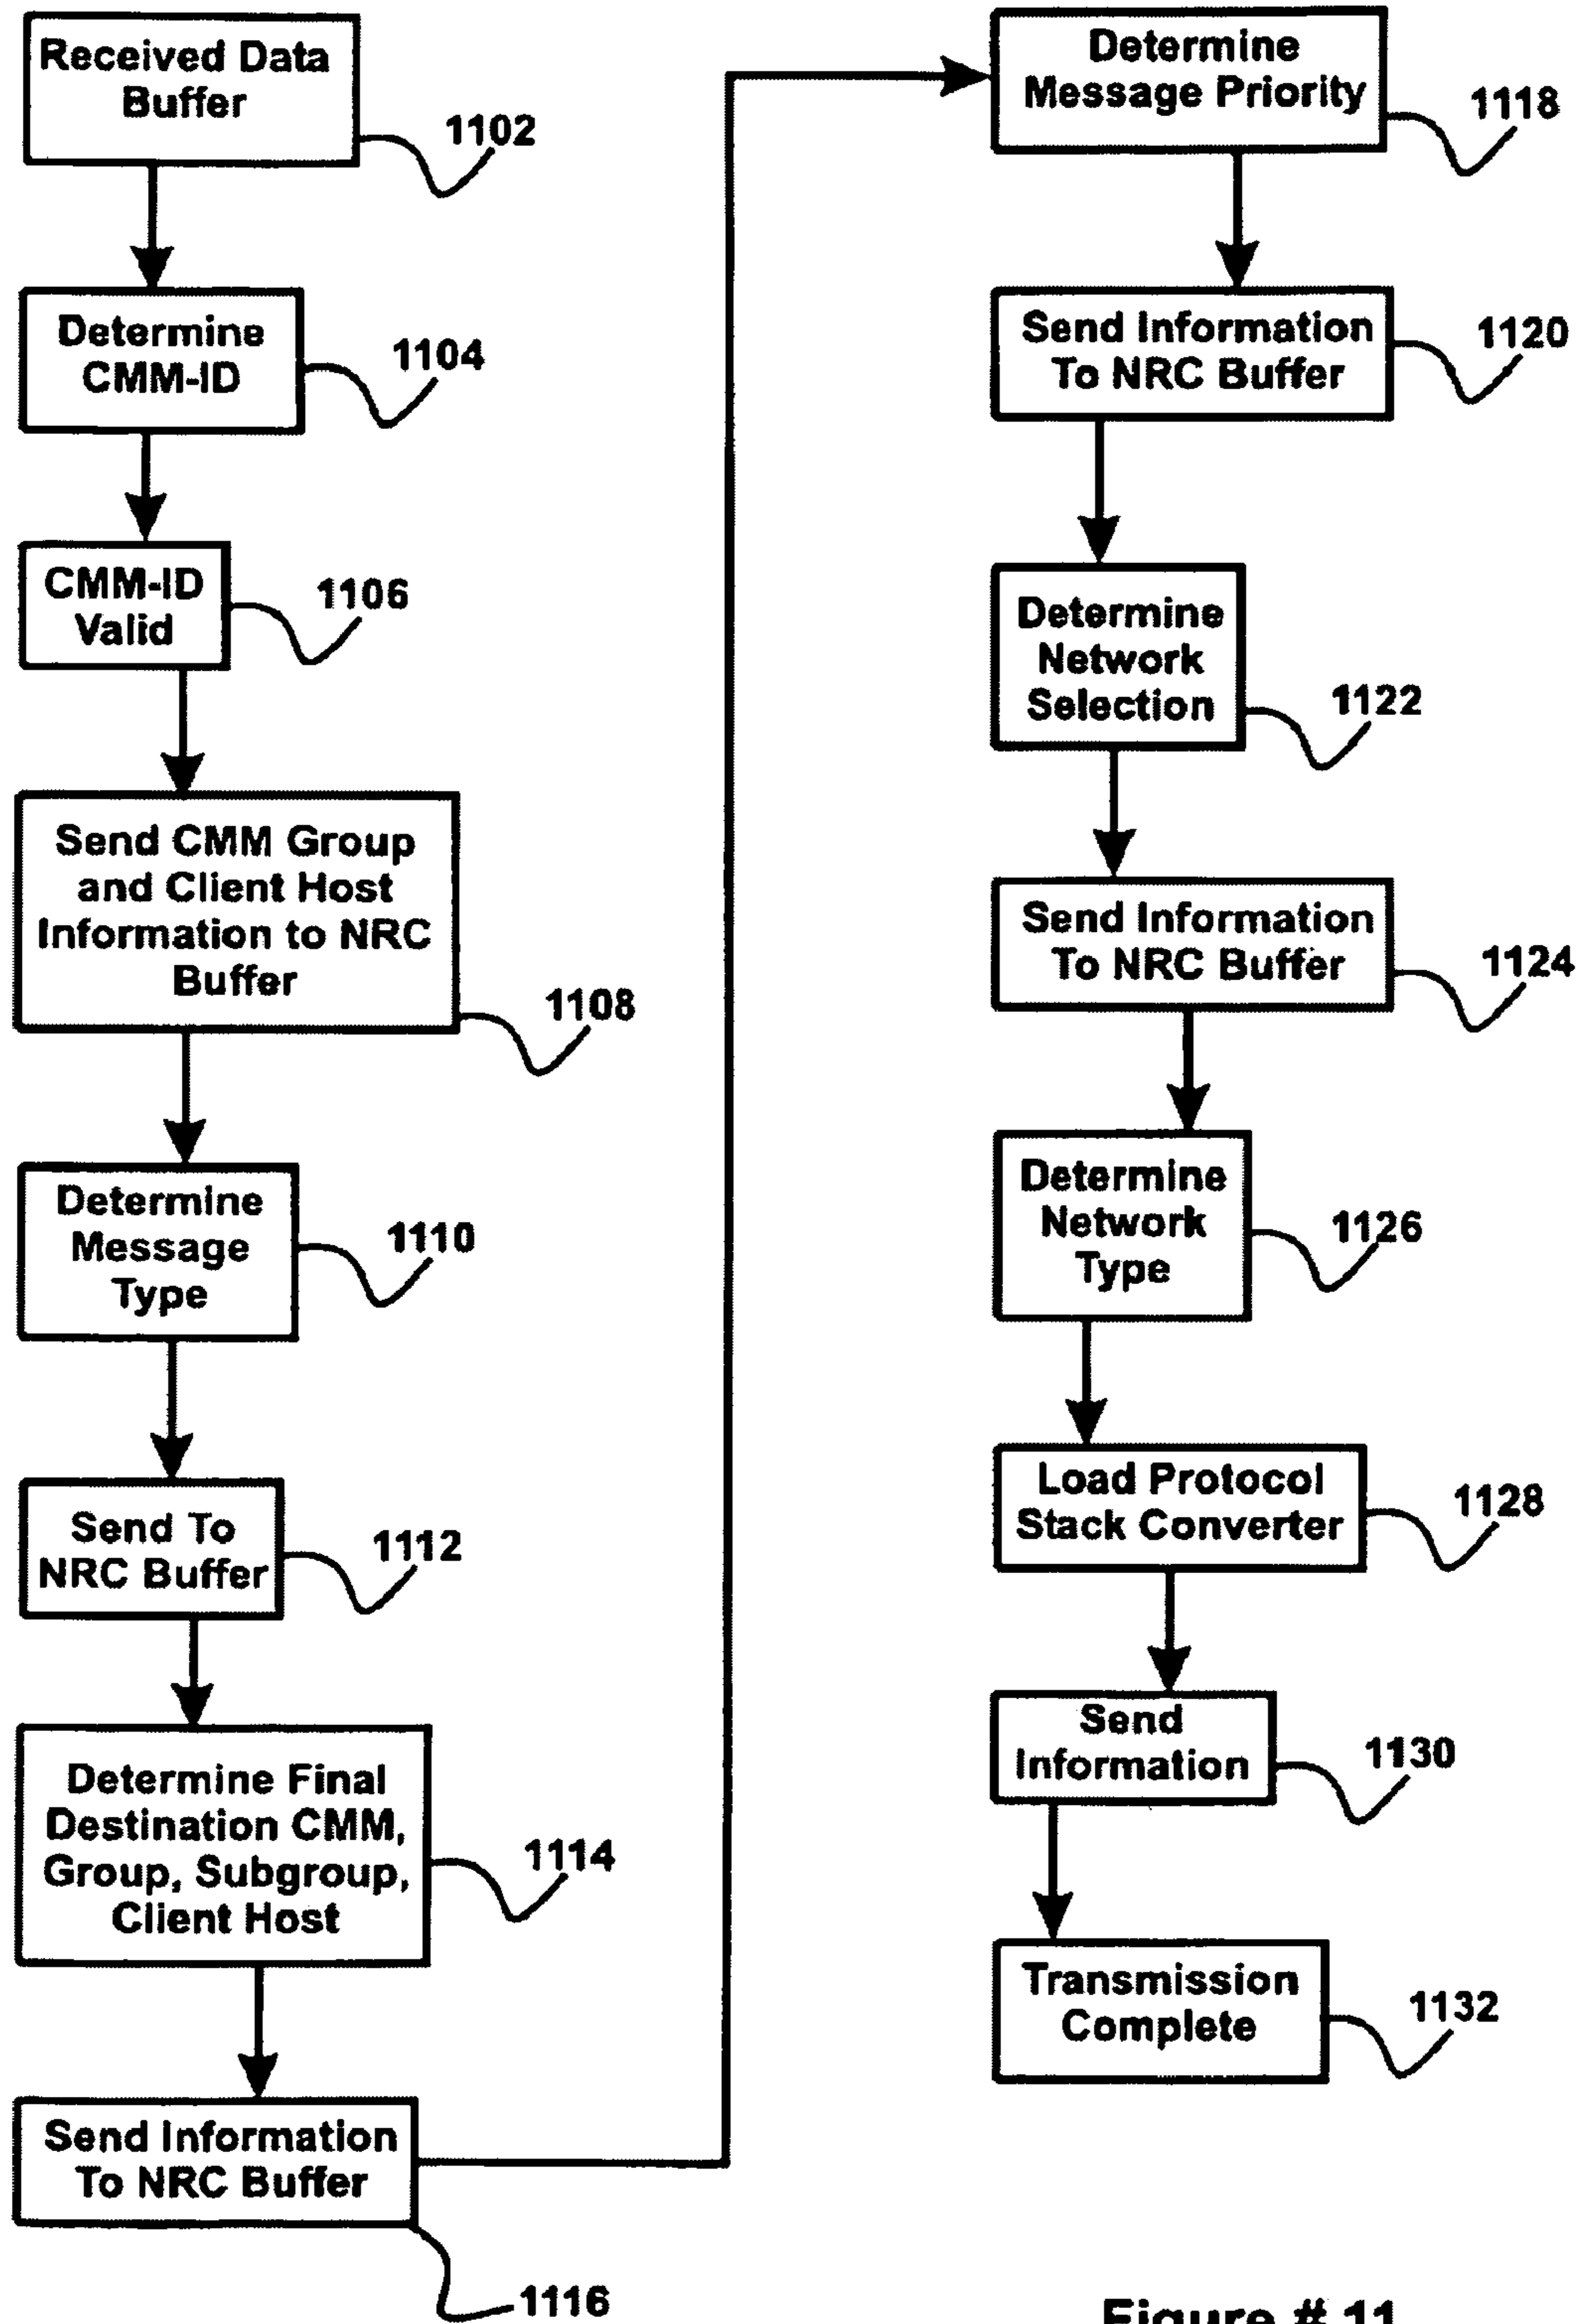 Received Data
Buffer
1102
Determine
CMM-ID
1104
CMM-ID
Valid
1106
Send CMM Group
and Client Host
Information to NRC
Buffer
1108
Determine
Message
Type
1110
Send To
NRC Buffer
1112
Determine Final
Destination CMM,
Group, Subgroup,
Client Host
1114
Send Information
To NRC Buffer
1116
Determine
Message Priority
1118
Send Information
To NRC Buffer
1120
Determine
Network
Selection
1122
Send Information
To NRC Buffer
1124
Determine
Network
Type
1126
Load Protocol
Stack Converter
1128
Send
Information
1130
Transmission
Complete
1132
Figure # 11